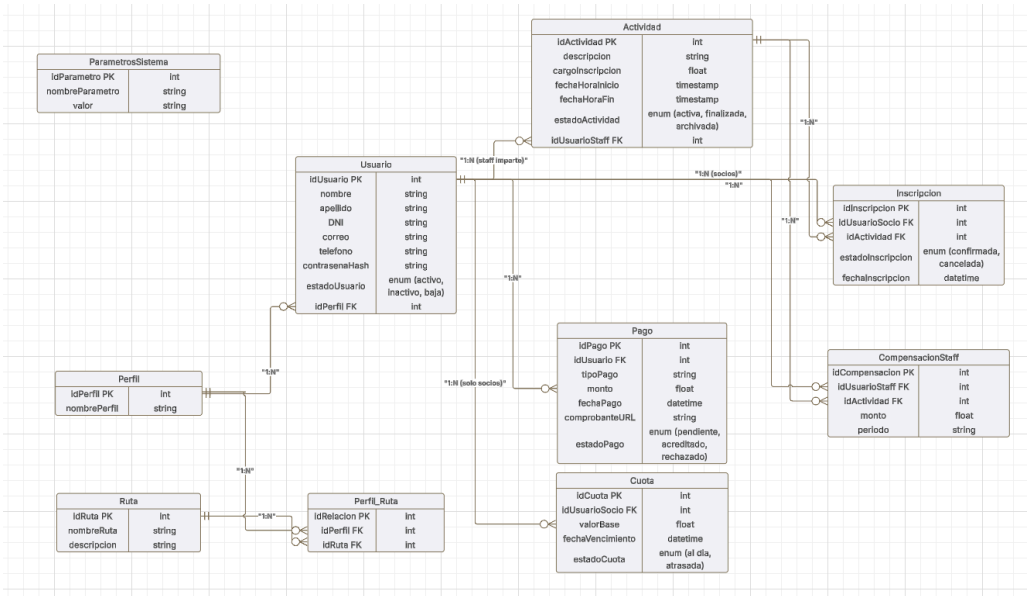 Actividad
idActividad PK int
descripcion string
cargoInscripcion float
fechaHoraInicio timestamp
fechaHoraFin timestamp
estadoActividad enum (activa, finalizada, archivada)
idUsuarioStaff FK int
ParametrosSistema
idParametro PK int
nombreParametro string
valor string
"1:N"
"1:N (staff imparte)"
Usuario
idUsuario PK int
nombre string
apellido string
DNI string
correo string
telefono string
contrasenaHash string
estadoUsuario enum (activo, inactivo, baja)
idPerfil FK int
"1:N (socios)"
"1:N"
Inscripcion
idInscripcion PK int
idUsuarioSocio FK int
idActividad FK int
estadoInscripcion enum (confirmada, cancelada)
fechaInscripcion datetime
"1:N"
"1:N"
Pago
idPago PK int
idUsuario FK int
tipoPago string
monto float
fechaPago datetime
comprobanteURL string
estadoPago enum (pendiente, acreditado, rechazado)
CompensacionStaff
idCompensacion PK int
idUsuarioStaff FK int
idActividad FK int
monto float
periodo string
"1:N"
"1:N (solo socios)"
Perfil
idPerfil PK int
nombrePerfil string
"1:N"
Cuota
idCuota PK int
idUsuarioSocio FK int
valorBase float
fechaVencimiento datetime
estadoCuota enum (al dia, atrasada)
Ruta
idRuta PK int
nombreRuta string
descripcion string
"1:N"
Perfil_Ruta
idRelacion PK int
idPerfil FK int
idRuta FK int